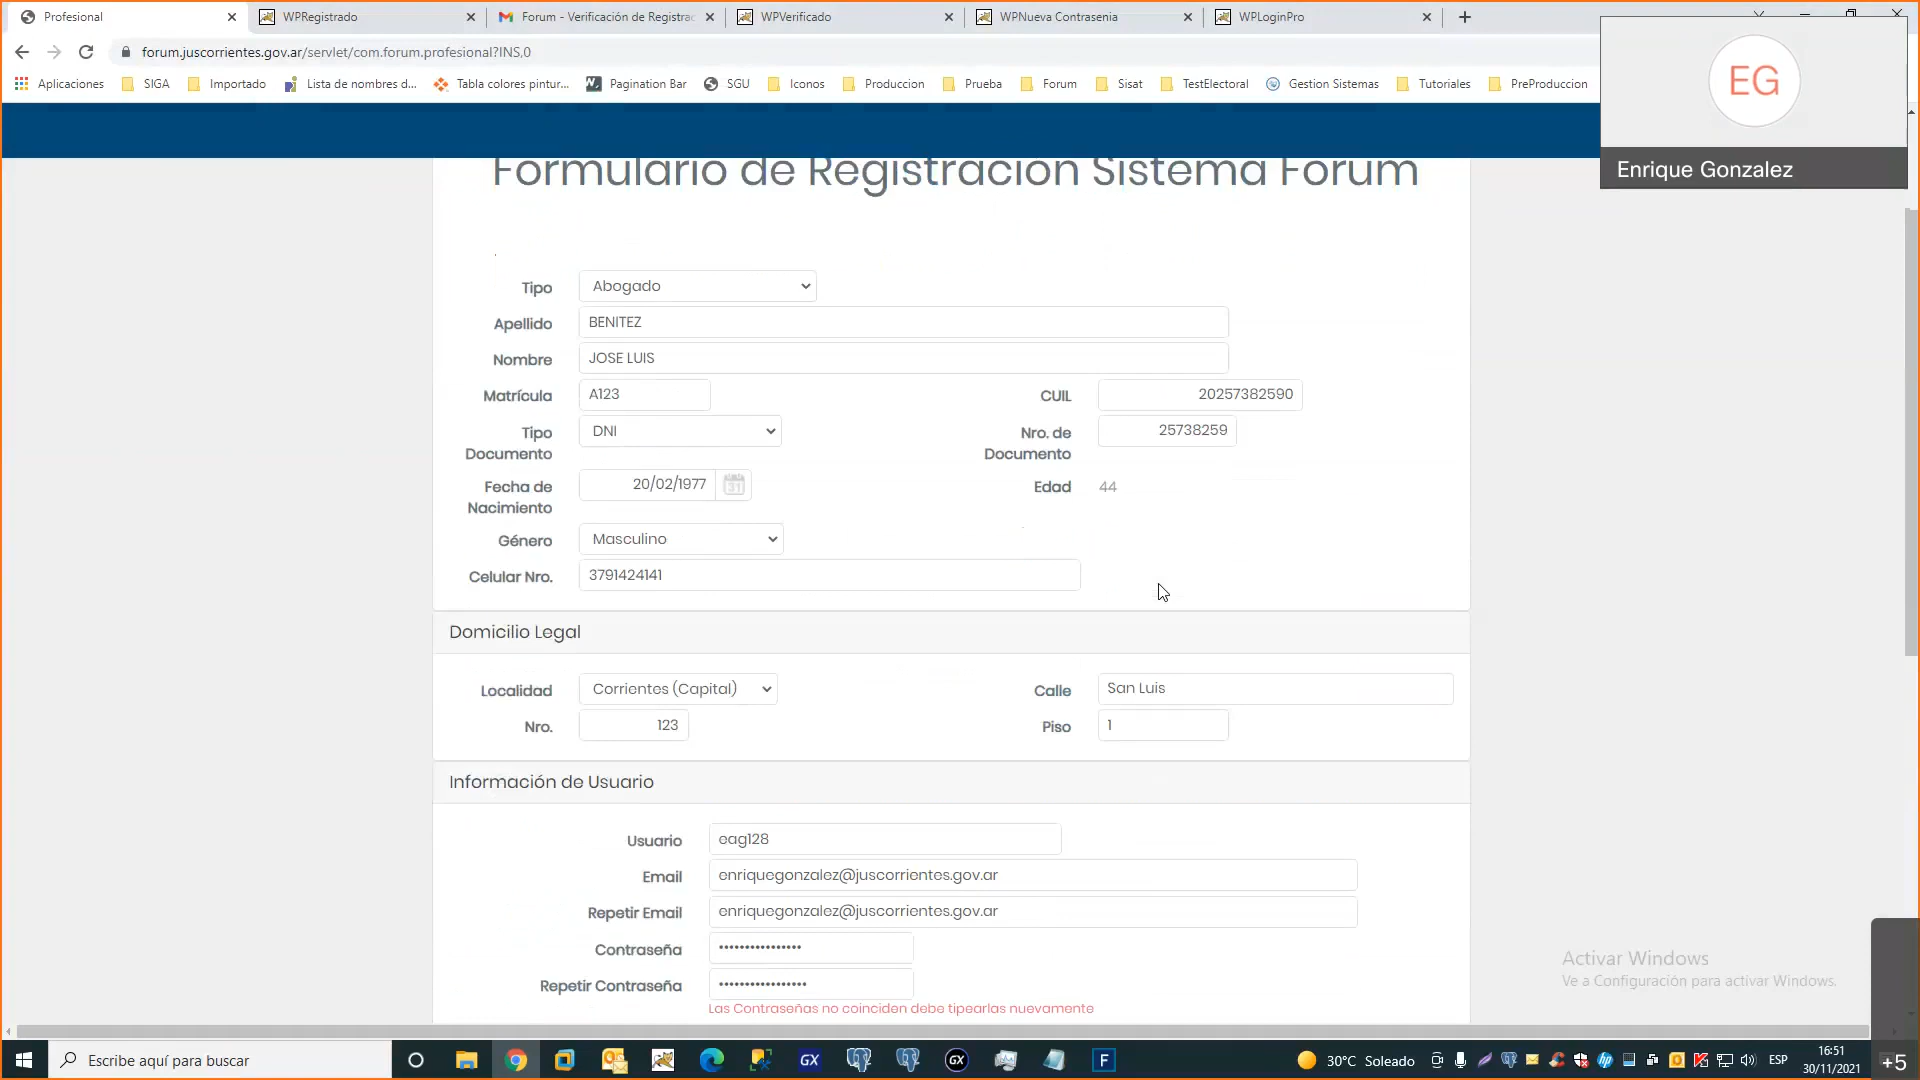 Profesional
WPRegistrado
Forum - Verificación de Registrac
WPVerificado
WPNueva Contrasenia
WPLoginPro
forum.juscorrientes.gov.ar/servlet/com.forum.profesional?INS,0
Aplicaciones
SIGA
Importado
Lista de nombres d...
Tabla colores pintur...
Pagination Bar
SGU
Iconos
Produccion
Prueba
Forum
Sisat
TestElectoral
Gestion Sistemas
Tutoriales
PreProduccion
EG
Enrique Gonzalez
Formulario de Registración Sistema Forum
Tipo
Abogado
Apellido
BENITEZ
Nombre
JOSE LUIS
Matrícula
A123
CUIL
20257382590
Tipo
Documento
DNI
Nro. de
Documento
25738259
Fecha de
Nacimiento
20/02/1977
31
Edad
44
Género
Masculino
Celular Nro.
3791424141
Domicilio Legal
Localidad
Corrientes (Capital)
Calle
San Luis
Nro.
123
Piso
1
Información de Usuario
Usuario
eag128
Email
enriquegonzalez@juscorrientes.gov.ar
Repetir Email
enriquegonzalez@juscorrientes.gov.ar
Contraseña
••••••••••••••••
Repetir Contraseña
•••••••••••••••••
Las Contraseñas no coinciden debe tipearlas nuevamente
Activar Windows
Ve a Configuración para activar Windows.
Escribe aquí para buscar
GX
GX
F
30°C Soleado
ESP
16:51
30/11/2021
+5